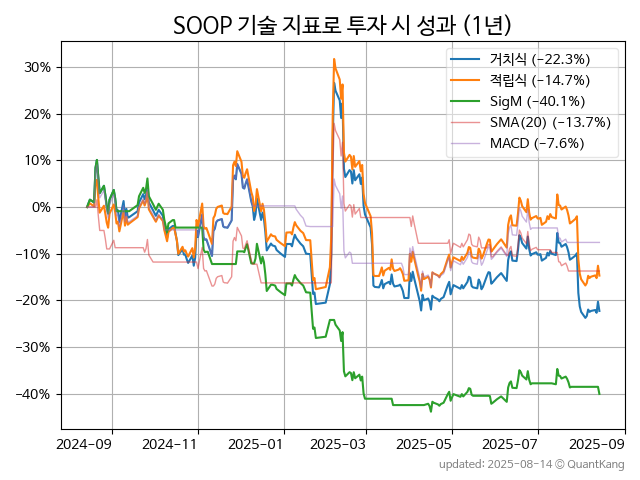 SOOP 기술 지표로 투자 시 성과 (1년)
거치식 (−22.3%)
적립식 (−14.7%)
SigM (−40.1%)
SMA(20) (−13.7%)
MACD (−7.6%)
30%
20%
10%
0%
−10%
−20%
−30%
−40%
2024-09 2024-11 2025-01 2025-03 2025-05 2025-07 2025-09
updated: 2025-08-14 © QuantKang